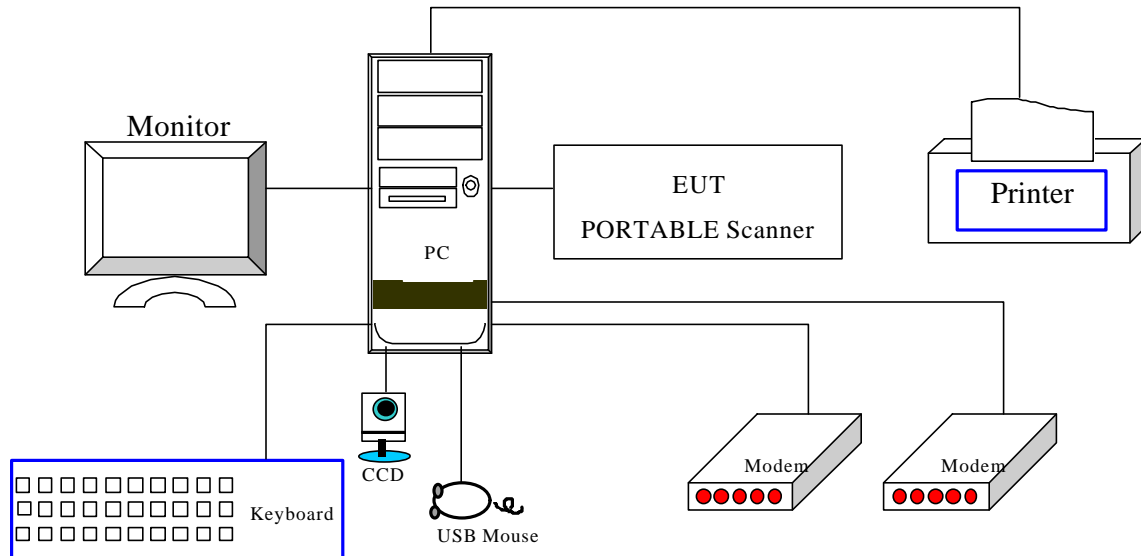 Monitor
EUT
PORTABLE Scanner
Printer
PC
Modem
Modem
CCD
Keyboard
USB Mouse